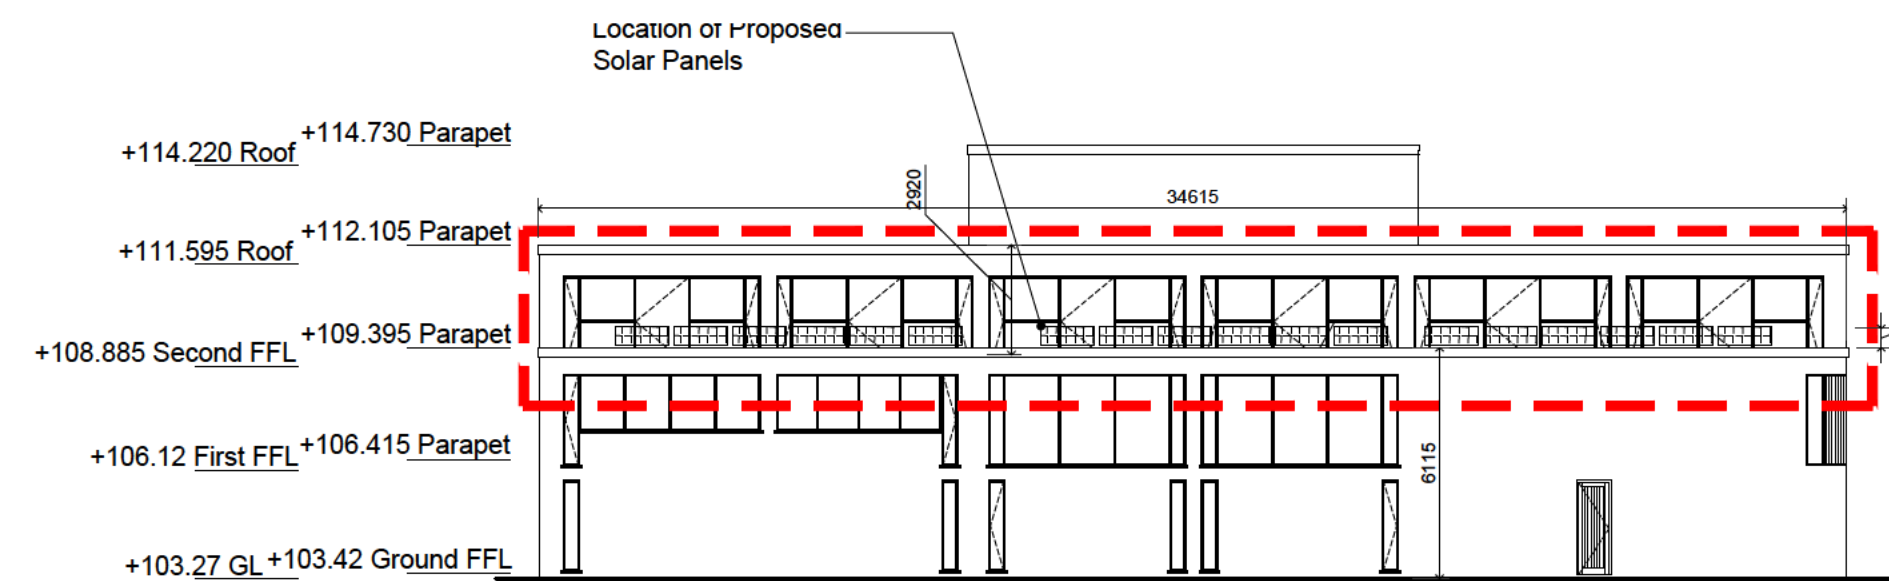 Location of Proposed
Solar Panels
+114.730 Parapet
+114.220 Roof
2920
34615
+112.105 Parapet
+111.595 Roof
+109.395 Parapet
+108.885 Second FFL
+106.415 Parapet
+106.12 First FFL
6115
+103.42 Ground FFL
+103.27 GL